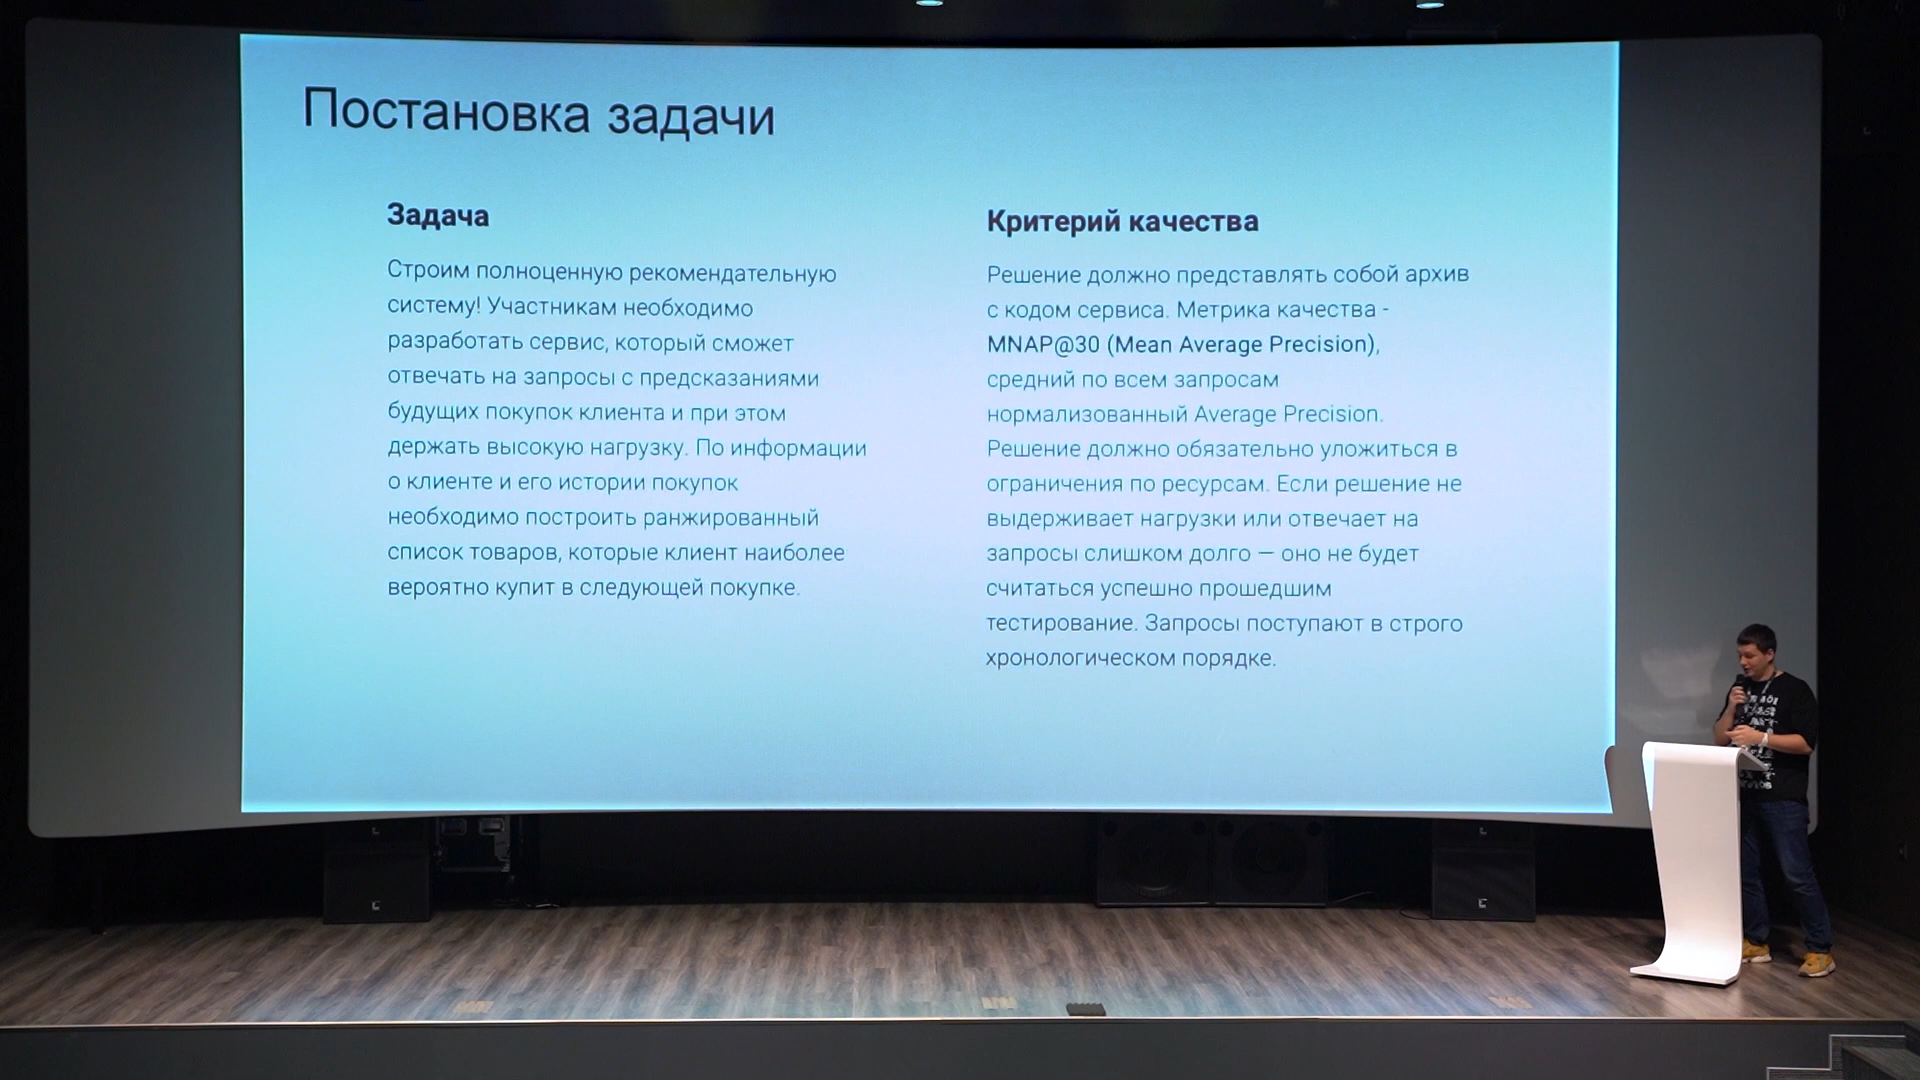 Постановка задачи
Задача
Строим полноценную рекомендательную
систему! Участникам необходимо
разработать сервис, который сможет
отвечать на запросы с предсказаниями
будущих покупок клиента и при этом
держать высокую нагрузку. По информации
о клиенте и его истории покупок
необходимо построить ранжированный
список товаров, которые клиент наиболее
вероятно купит в следующей покупке.
Критерий качества
Решение должно представлять собой архив
с кодом сервиса. Метрика качества -
MNAP@30 (Mean Average Precision),
средний по всем запросам
нормализованный Average Precision.
Решение должно обязательно уложиться в
ограничения по ресурсам. Если решение не
выдерживает нагрузки или отвечает на
запросы слишком долго — оно не будет
считаться успешно прошедшим
тестирование. Запросы поступают в строго
хронологическом порядке.